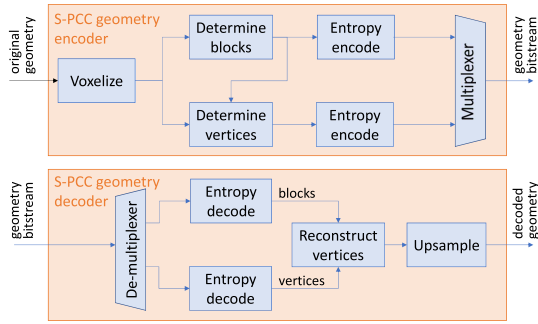 S-PCC geometry
encoder
original
geometry
Voxelize
Determine
blocks
Entropy
encode
Determine
vertices
Entropy
encode
Multiplexer
geometry
bitstream
S-PCC geometry
decoder
geometry
bitstream
De-multiplexer
Entropy
decode
blocks
Entropy
decode
vertices
Reconstruct
vertices
Upsample
decoded
geometry